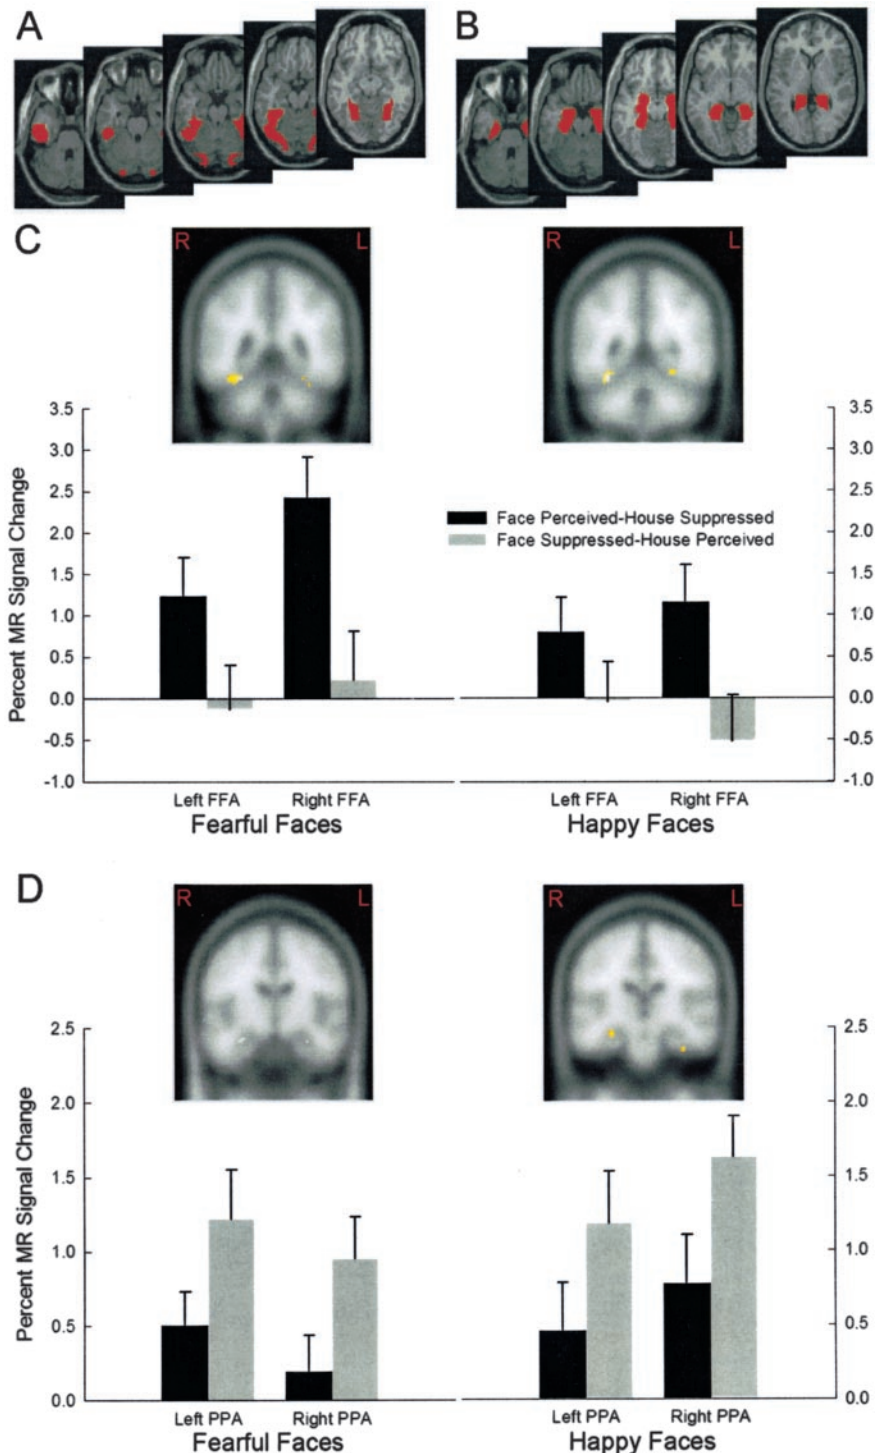 A
B
C
R L
R L
3.5
3.0
2.5
2.0
1.5
1.0
0.5
0.0
-0.5
-1.0
Percent MR Signal Change
3.5
3.0
2.5
2.0
1.5
1.0
0.5
0.0
-0.5
-1.0
Face Perceived-House Suppressed
Face Suppressed-House Perceived
Left FFA Right FFA
Fearful Faces
Left FFA Right FFA
Happy Faces
D
R L
R L
2.5
2.0
1.5
1.0
0.5
0.0
Percent MR Signal Change
2.5
2.0
1.5
1.0
0.5
0.0
Left PPA Right PPA
Fearful Faces
Left PPA Right PPA
Happy Faces